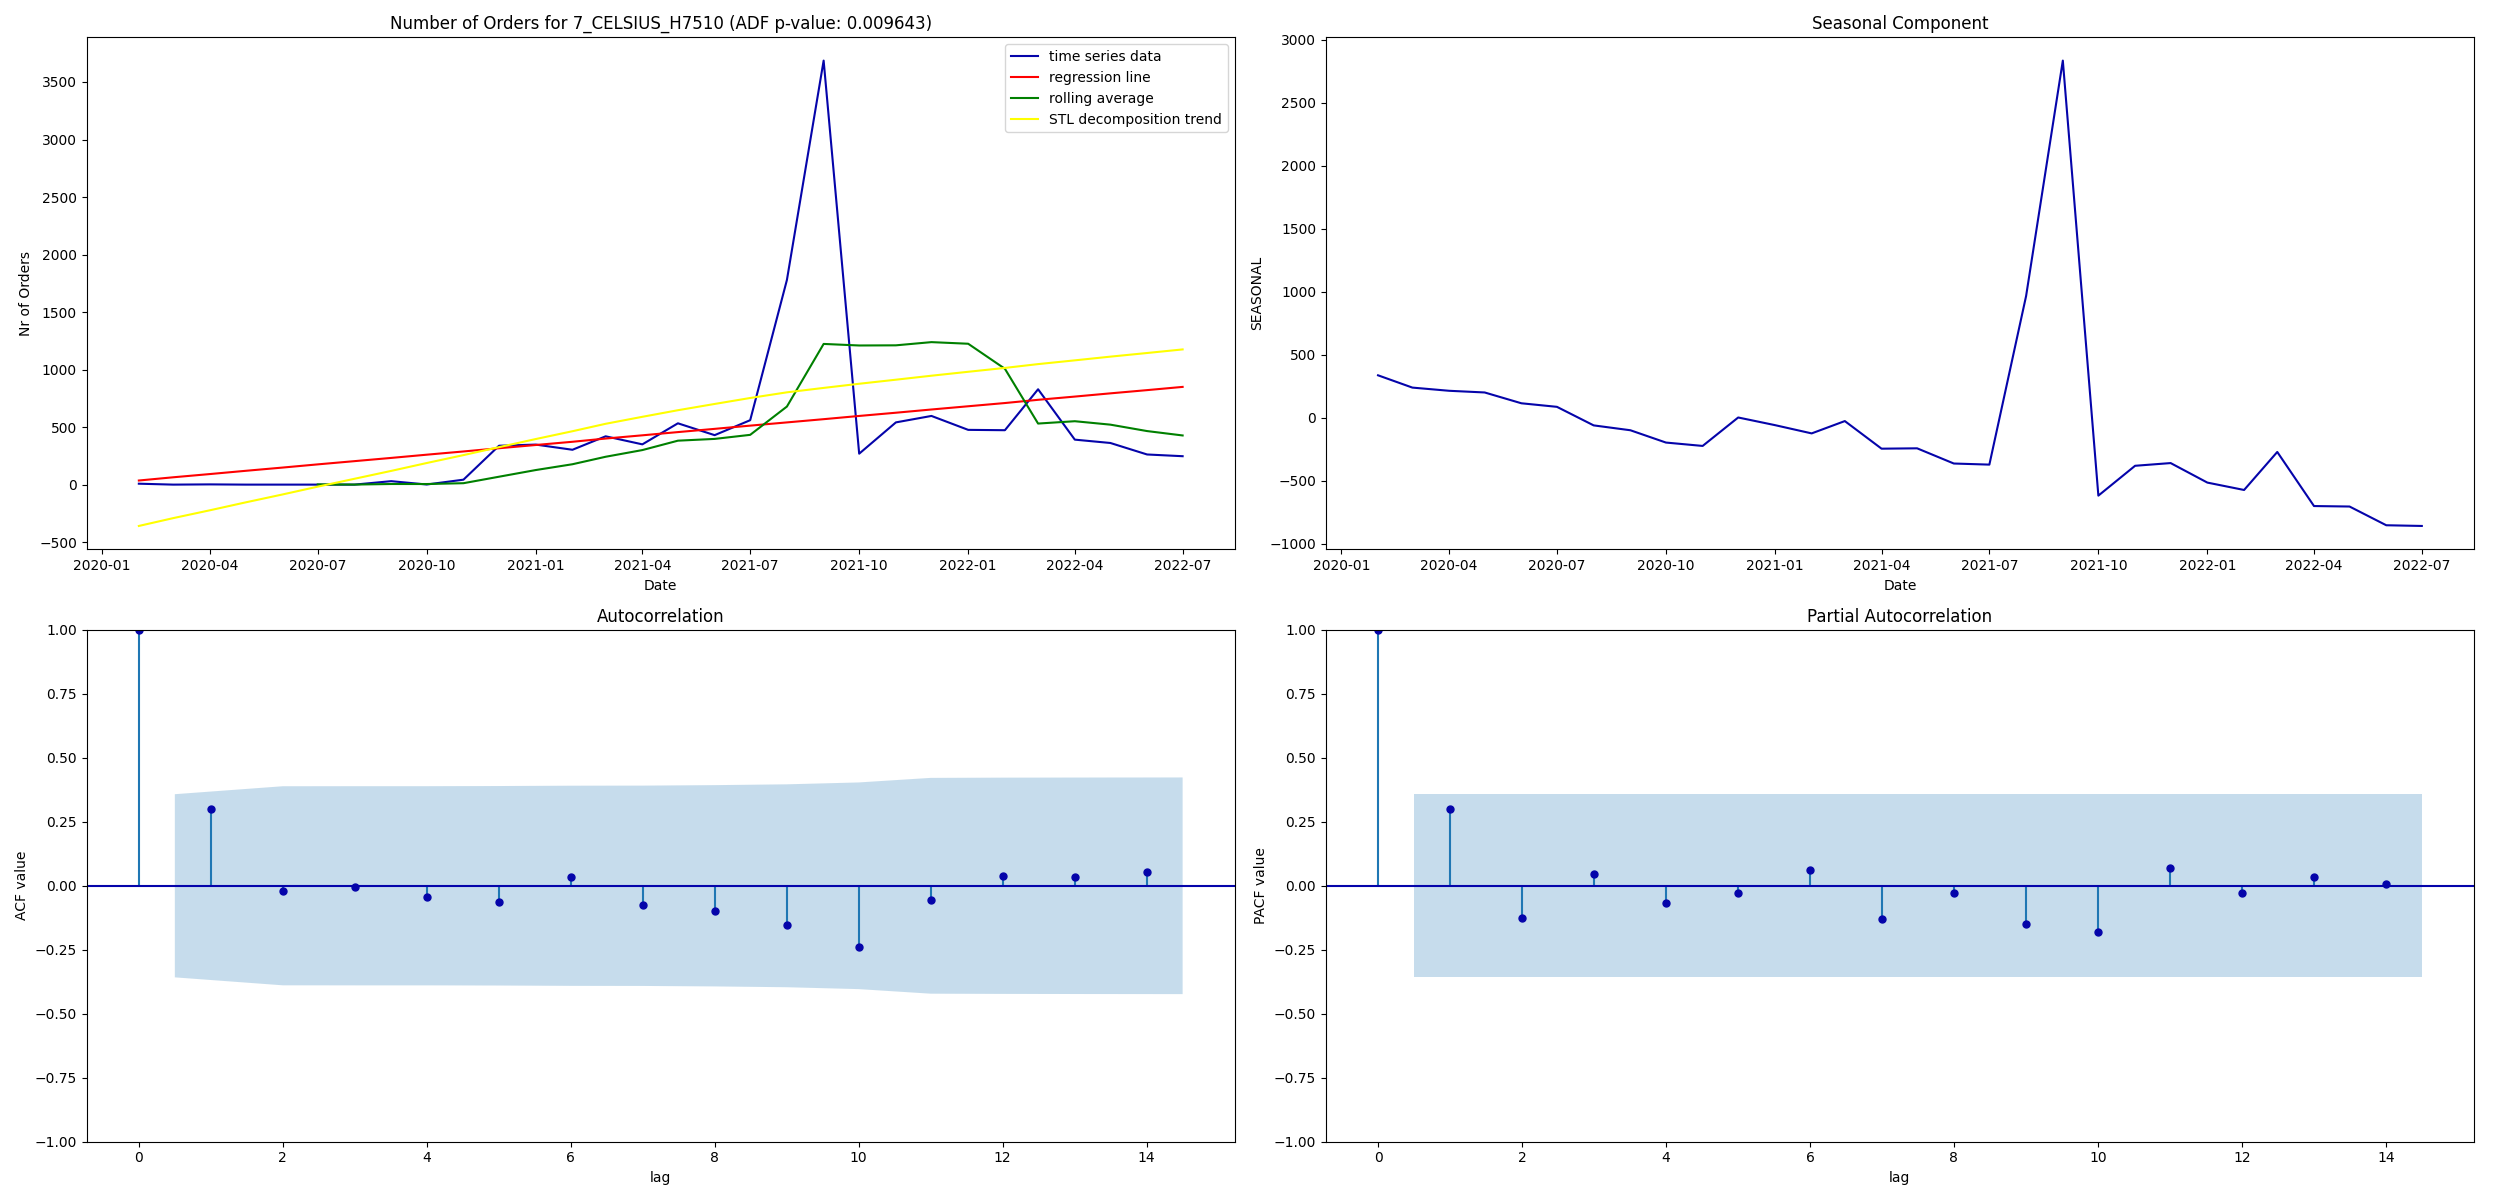 Number of Orders for 7_CELSIUS_H7510 (ADF p-value: 0.009643)
time series data
regression line
rolling average
STL decomposition trend
3500
3000
2500
2000
1500
1000
500
0
−500
Nr of Orders
2020-01 2020-04 2020-07 2020-10 2021-01 2021-04 2021-07 2021-10 2022-01 2022-04 2022-07
Date
Seasonal Component
3000
2500
2000
1500
1000
500
0
−500
−1000
SEASONAL
2020-01 2020-04 2020-07 2020-10 2021-01 2021-04 2021-07 2021-10 2022-01 2022-04 2022-07
Date
Autocorrelation
1.00
0.75
0.50
0.25
0.00
−0.25
−0.50
−0.75
−1.00
ACF value
0 2 4 6 8 10 12 14
lag
Partial Autocorrelation
1.00
0.75
0.50
0.25
0.00
−0.25
−0.50
−0.75
−1.00
PACF value
0 2 4 6 8 10 12 14
lag